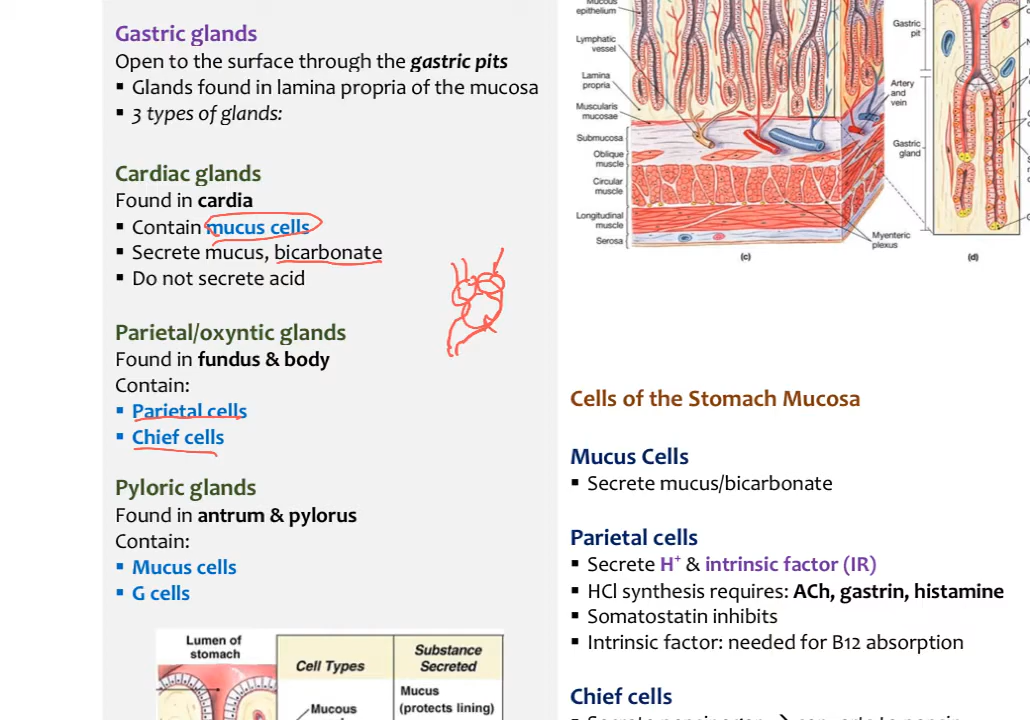 Gastric glands
Open to the surface through the gastric pits
▪ Glands found in lamina propria of the mucosa
▪ 3 types of glands:
Cardiac glands
Found in cardia
▪ Contain mucus cells
▪ Secrete mucus, bicarbonate
▪ Do not secrete acid
Parietal/oxyntic glands
Found in fundus & body
Contain:
▪ Parietal cells
▪ Chief cells
Pyloric glands
Found in antrum & pylorus
Contain:
▪ Mucus cells
▪ G cells
Lumen of
stomach
Cell Types
Substance
Secreted
Mucous
Mucus
(protects lining)
Mucous
epithelium
Lymphatic
vessel
Lamina
propria
Muscularis
mucosae
Submucosa
Oblique
muscle
Circular
muscle
Longitudinal
muscle
Serosa
Myenteric
plexus
(c)
Gastric
pit
Artery
and
vein
Gastric
gland
(d)
Cells of the Stomach Mucosa
Mucus Cells
▪ Secrete mucus/bicarbonate
Parietal cells
▪ Secrete H⁺ & intrinsic factor (IR)
▪ HCl synthesis requires: ACh, gastrin, histamine
▪ Somatostatin inhibits
▪ Intrinsic factor: needed for B12 absorption
Chief cells